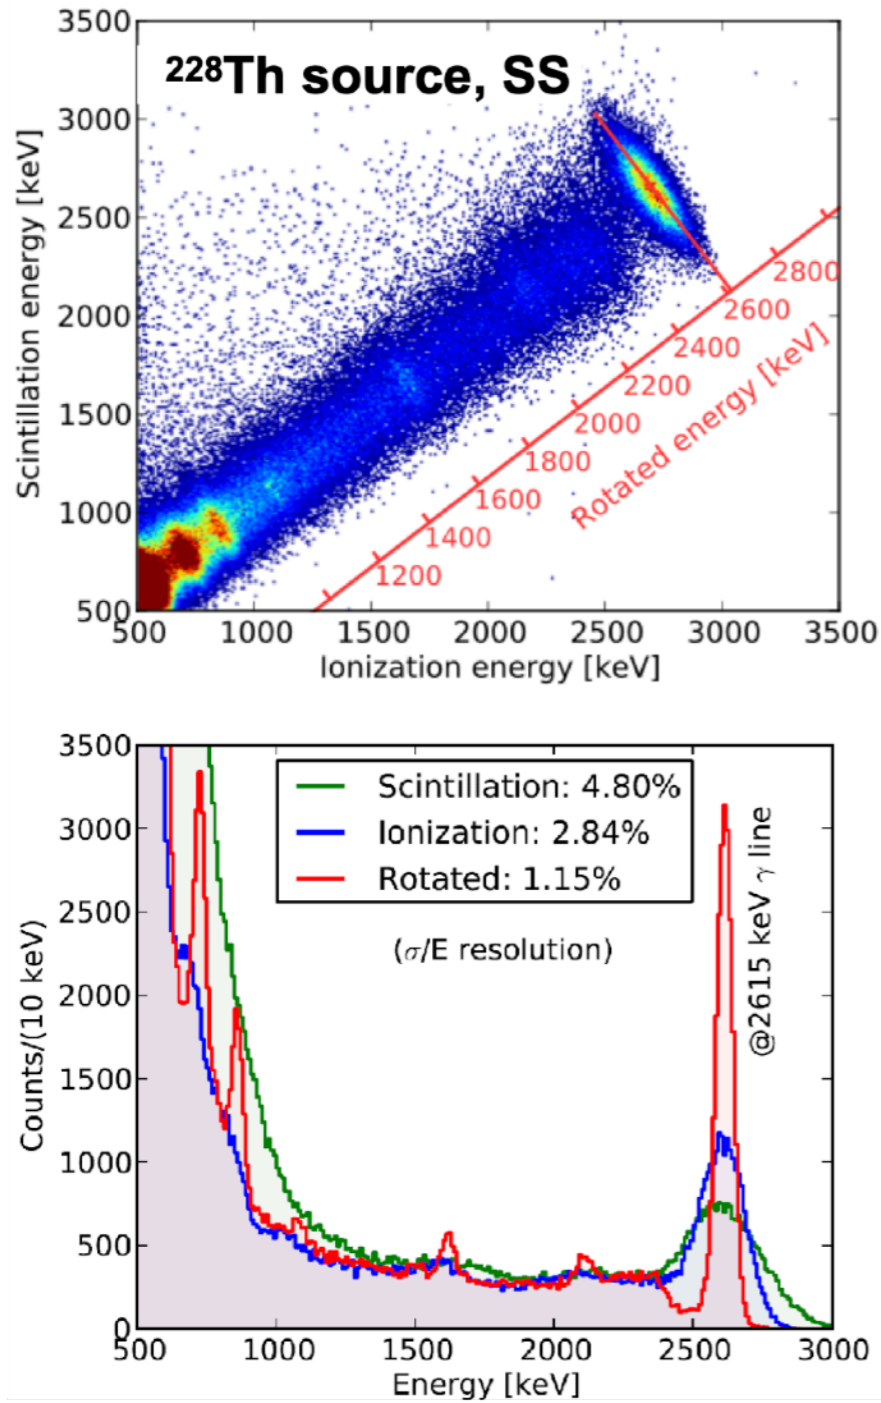 ²²⁸Th source, SS
Scintillation energy [keV]
3500
3000
2500
2000
1500
1000
500
500 1000 1500 2000 2500 3000 3500
Ionization energy [keV]
1200
1400
1600
1800
2000
2200
2400
2600
2800
Rotated energy [keV]
Counts/(10 keV)
3500
3000
2500
2000
1500
1000
500
0
Scintillation: 4.80%
Ionization: 2.84%
Rotated: 1.15%
(σ/E resolution)
@2615 keV γ line
500 1000 1500 2000 2500 3000
Energy [keV]